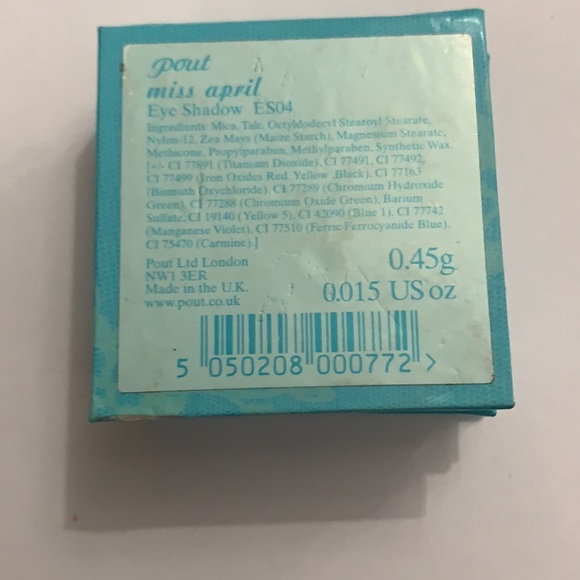 pout
miss april
Eye Shadow ES04
Ingredients: Mica, Talc, Octyldodecyl Stearoyl Stearate,
Nylon-12, Zea Mays (Maize Starch), Magnesium Stearate,
Methicone, Propylparaben, Methylparaben, Synthetic Wax.
[+/- CI 77891 (Titanium Dioxide), CI 77491, CI 77492,
CI 77499 (Iron Oxides Red, Yellow ,Black), CI 77163
(Bismuth Oxychloride), CI 77289 (Chromium Hydroxide
Green), CI 77288 (Chromium Oxide Green), Barium
Sulfate, CI 19140 (Yellow 5), CI 42090 (Blue 1), CI 77742
(Manganese Violet), CI 77510 (Ferric Ferrocyanide Blue),
CI 75470 (Carmine).]
Pout Ltd London
NW1 3ER
Made in the U.K.
www.pout.co.uk
0.45g
0.015 US oz
5 050208 000772 >